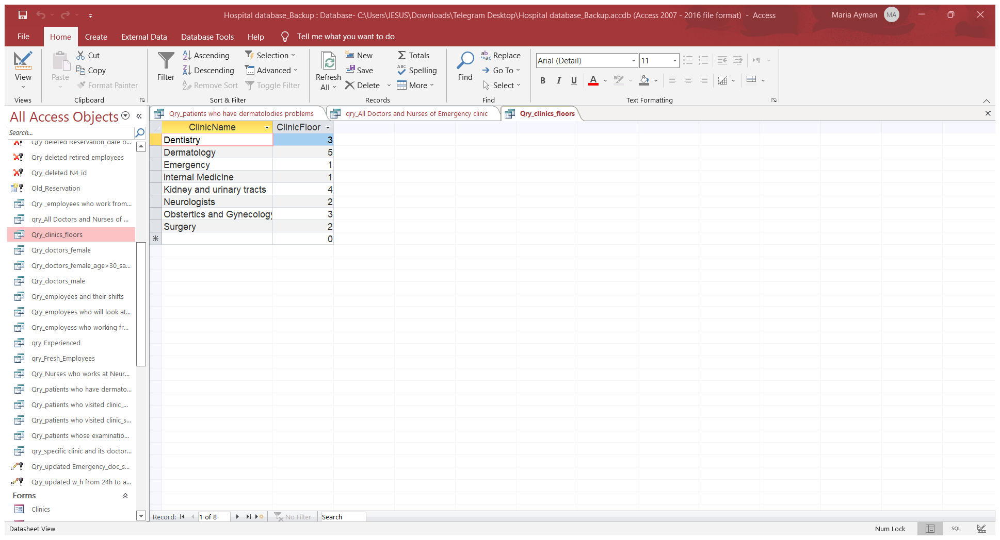 Hospital database_Backup : Database- C:\Users\JESUS\Downloads\Telegram Desktop\Hospital database_Backup.accdb (Access 2007 - 2016 file format) - Access
Maria Ayman MA
File Home Create External Data Database Tools Help Tell me what you want to do
View
Views
Paste
Cut
Copy
Format Painter
Clipboard
Filter
Ascending
Descending
Remove Sort
Selection
Advanced
Toggle Filter
Sort & Filter
Refresh
All
New
Save
Delete
Totals
Spelling
More
Records
Find
Replace
Go To
Select
Find
Arial (Detail) 11
B I U A
Text Formatting
All Access Objects
Search...
Qry deleted Reservation_date b...
Qry deleted retired employees
Qry_deleted N4_id
Old_Reservation
Qry _employees who work from...
qry_All Doctors and Nurses of ...
Qry_clinics_floors
Qry_doctors_female
Qry_doctors_female_age>30_sa...
Qry_doctors_male
Qry_employees and their shifts
Qry_employees who will look at...
Qry_employess who working fr...
qry_Experienced
qry_Fresh_Employees
Qry_Nurses who works at Neur...
Qry_patients who have dermato...
Qry_patients who visited clinic_...
Qry_patients who visited clinic_s...
Qry_patients whose examinatio...
qry_specific clinic and its doctor...
Qry_updated Emergency_doc_s...
Qry_updated w_h from 24h to a...
Forms
Clinics
Qry_patients who have dermatolodies problems
qry_All Doctors and Nurses of Emergency clinic
Qry_clinics_floors
ClinicName ClinicFloor
Dentistry 3
Dermatology 5
Emergency 1
Internal Medicine 1
Kidney and urinary tracts 4
Neurologists 2
Obstertics and Gynecology 3
Surgery 2
0
Record: 1 of 8 No Filter Search
Datasheet View
Num Lock SQL